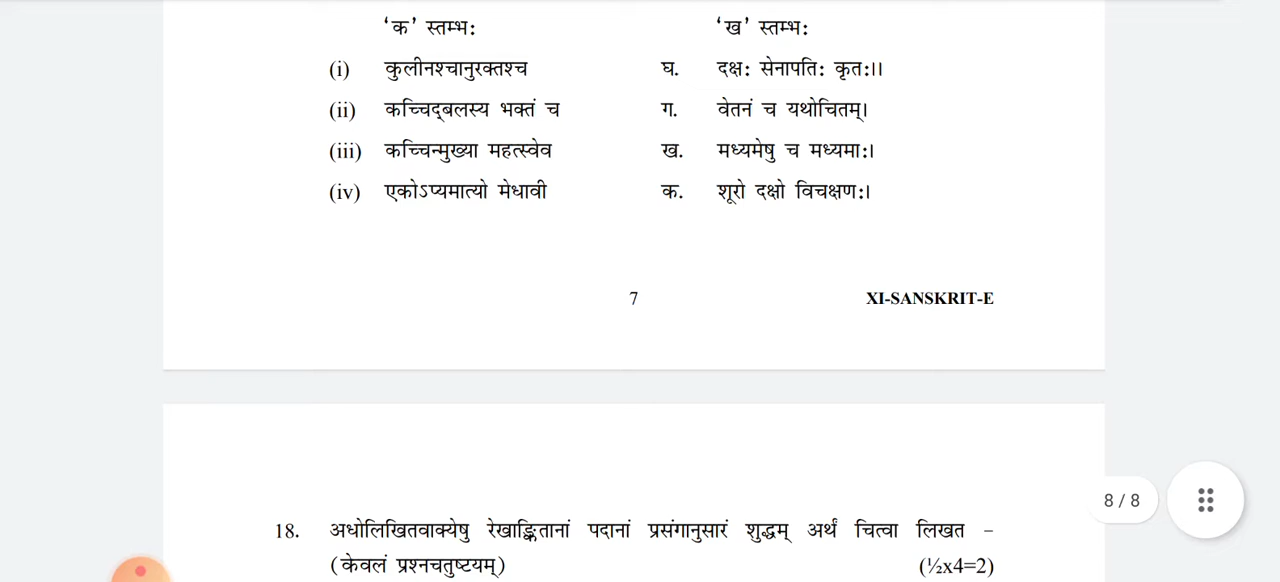 ‘क’ स्तम्भः ‘ख’ स्तम्भः
(i) कुलीनश्चानुरक्तश्च घ. दक्षः सेनापतिः कृतः।।
(ii) कच्चिद्बलस्य भक्तं च ग. वेतनं च यथोचितम्।
(iii) कच्चिन्मुख्या महत्स्वेव ख. मध्यमेषु च मध्यमाः।
(iv) एकोऽप्यमात्यो मेधावी क. शूरो दक्षो विचक्षणः।
7 XI-SANSKRIT-E
8 / 8
18. अधोलिखितवाक्येषु रेखाङ्कितानां पदानां प्रसंगानुसारं शुद्धम् अर्थं चित्वा लिखत –
(केवलं प्रश्नचतुष्टयम्) (½x4=2)